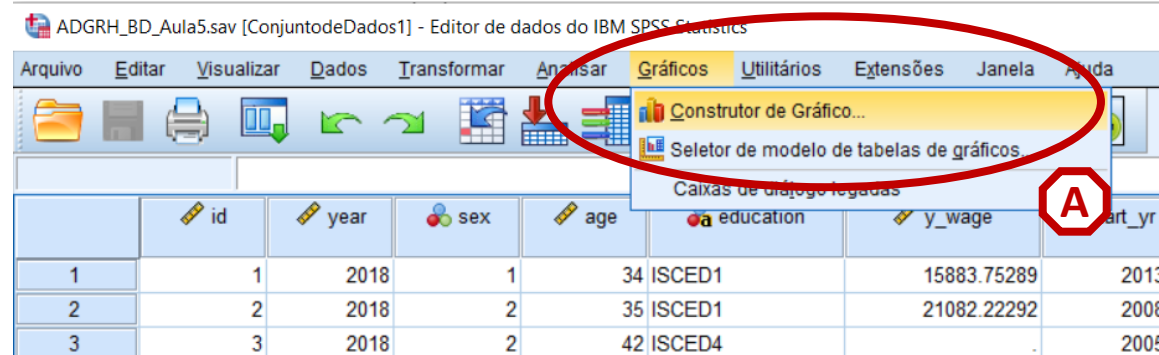 ADGRH_BD_Aula5.sav [ConjuntodeDados1] - Editor de dados do IBM SPSS Statistics
Arquivo Editar Visualizar Dados Transformar Analisar Gráficos Utilitários Extensões Janela Ajuda
Construtor de Gráfico...
Seletor de modelo de tabelas de gráficos...
Caixas de diálogo legadas
A
id year sex age education y_wage art_yr
1 1 2018 1 34 ISCED1 15883.75289 2013
2 2 2018 2 35 ISCED1 21082.22292 2008
3 3 2018 2 42 ISCED4 . 2005